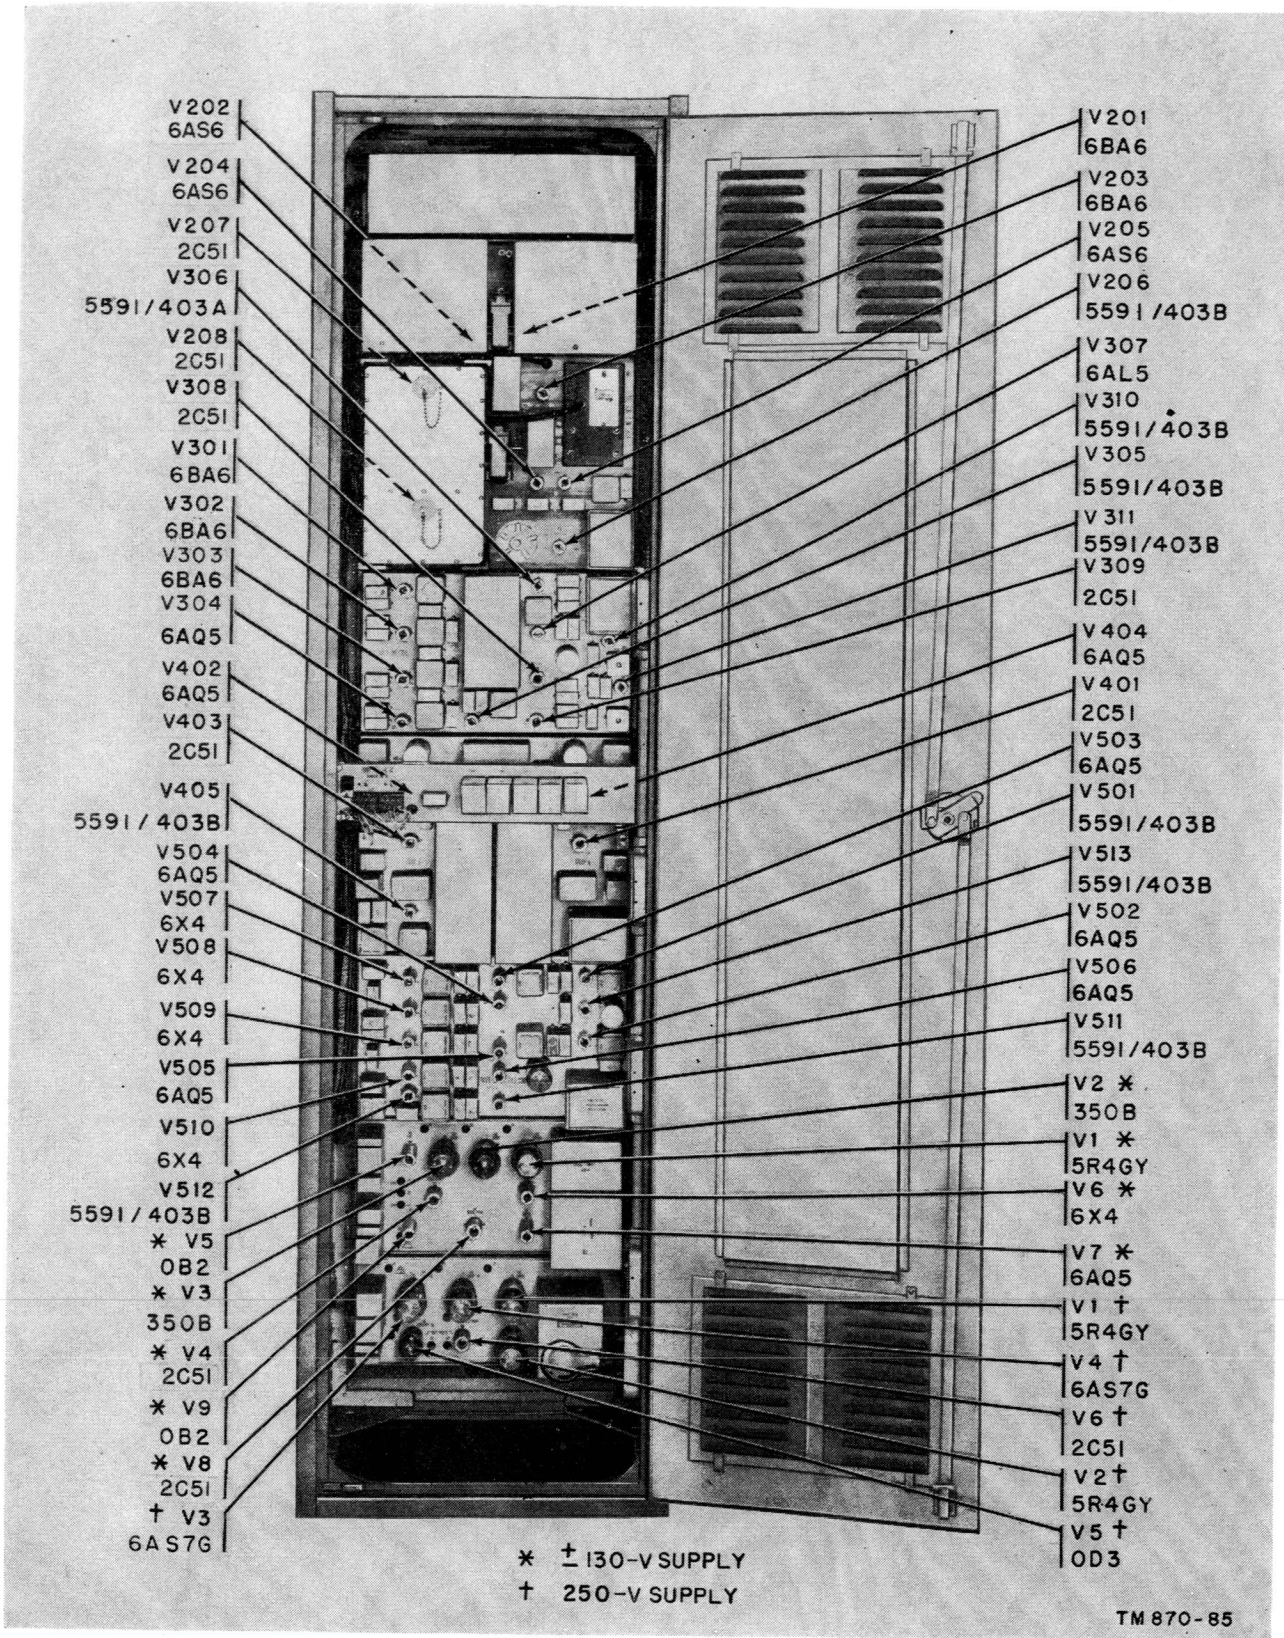 V202
6AS6
V204
6AS6
V207
2C51
V306
5591/403A
V208
2C51
V308
2C51
V301
6BA6
V302
6BA6
V303
6BA6
V304
6AQ5
V402
6AQ5
V403
2C51
V405
5591/403B
V504
6AQ5
V507
6X4
V508
6X4
V509
6X4
V505
6AQ5
V510
6X4
V512
5591/403B
* V5
OB2
* V3
350B
* V4
2C51
* V9
OB2
* V8
2C51
† V3
6AS7G
V201
6BA6
V203
6BA6
V205
6AS6
V206
5591/403B
V307
6AL5
V310
5591/403B
V305
5591/403B
V311
5591/403B
V309
2C51
V404
6AQ5
V401
2C51
V503
6AQ5
V501
5591/403B
V513
5591/403B
V502
6AQ5
V506
6AQ5
V511
5591/403B
V2 *
350B
V1 *
5R4GY
V6 *
6X4
V7 *
6AQ5
V1 †
5R4GY
V4 †
6AS7G
V6 †
2C51
V2 †
5R4GY
V5 †
OD3
* ± 130-V SUPPLY
† 250-V SUPPLY
TM 870-85